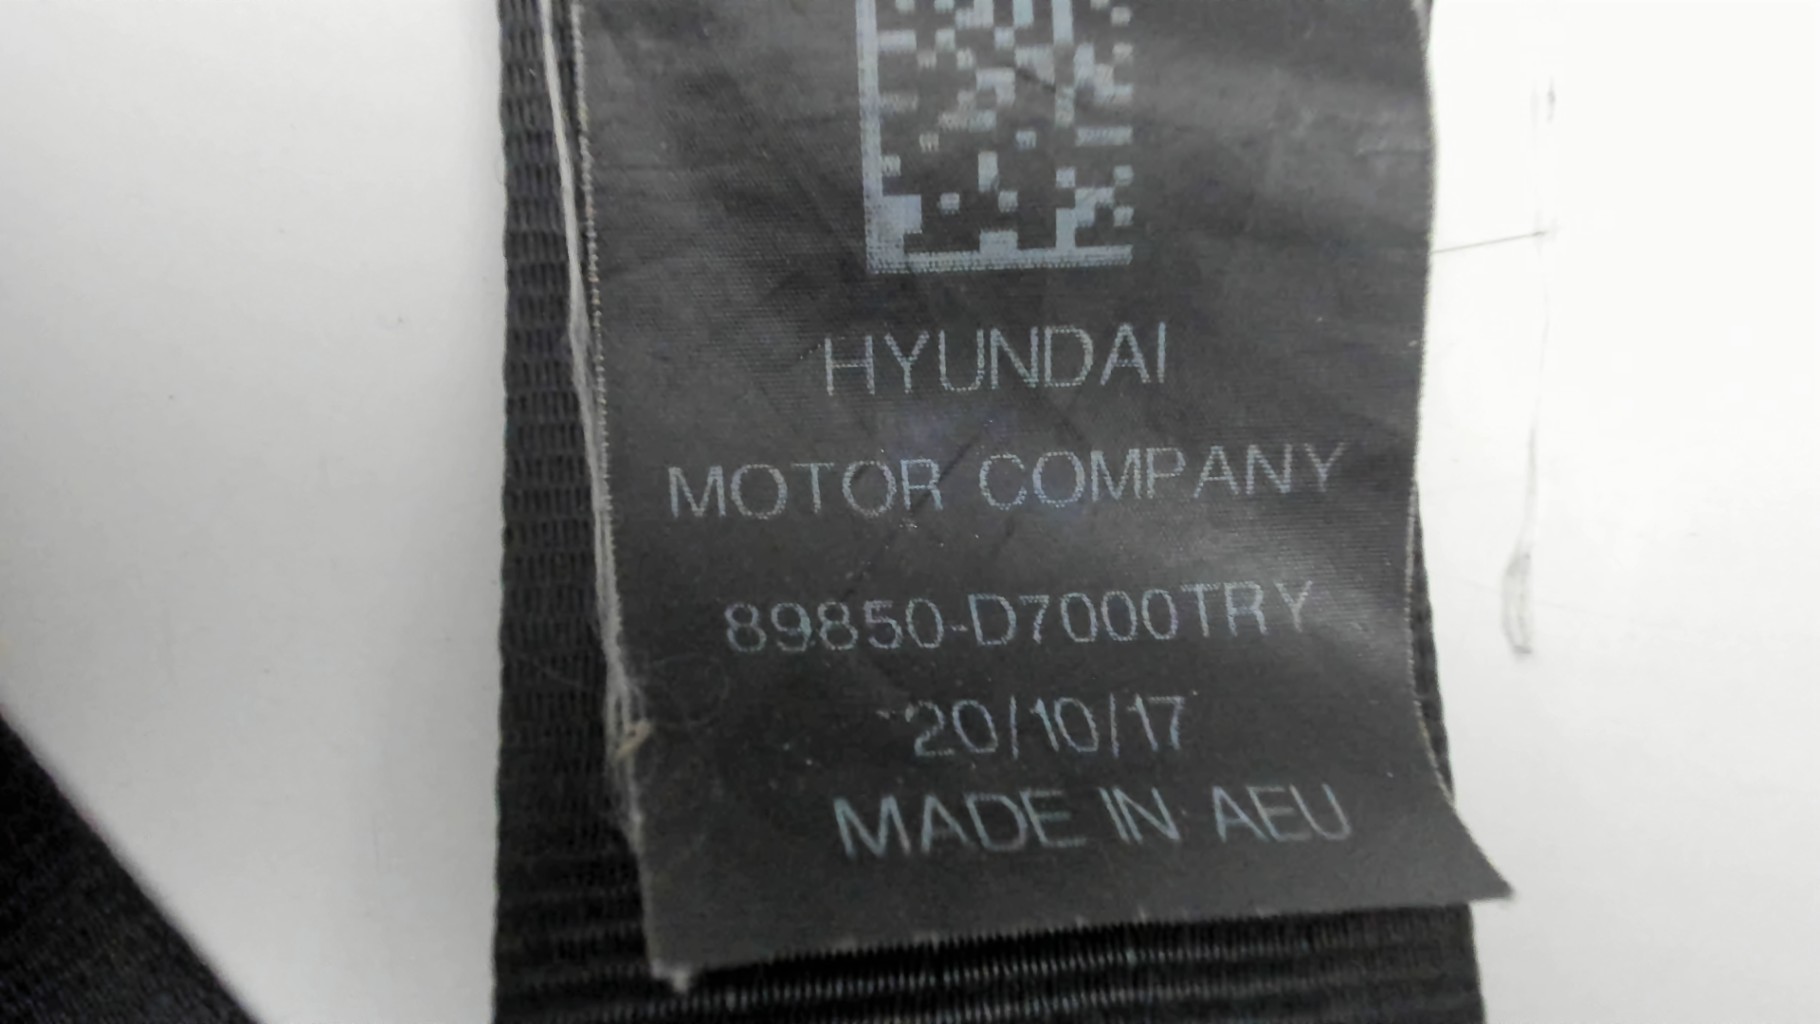 HYUNDAI
MOTOR COMPANY
89850-D7000TRY
20/10/17
MADE IN AEU